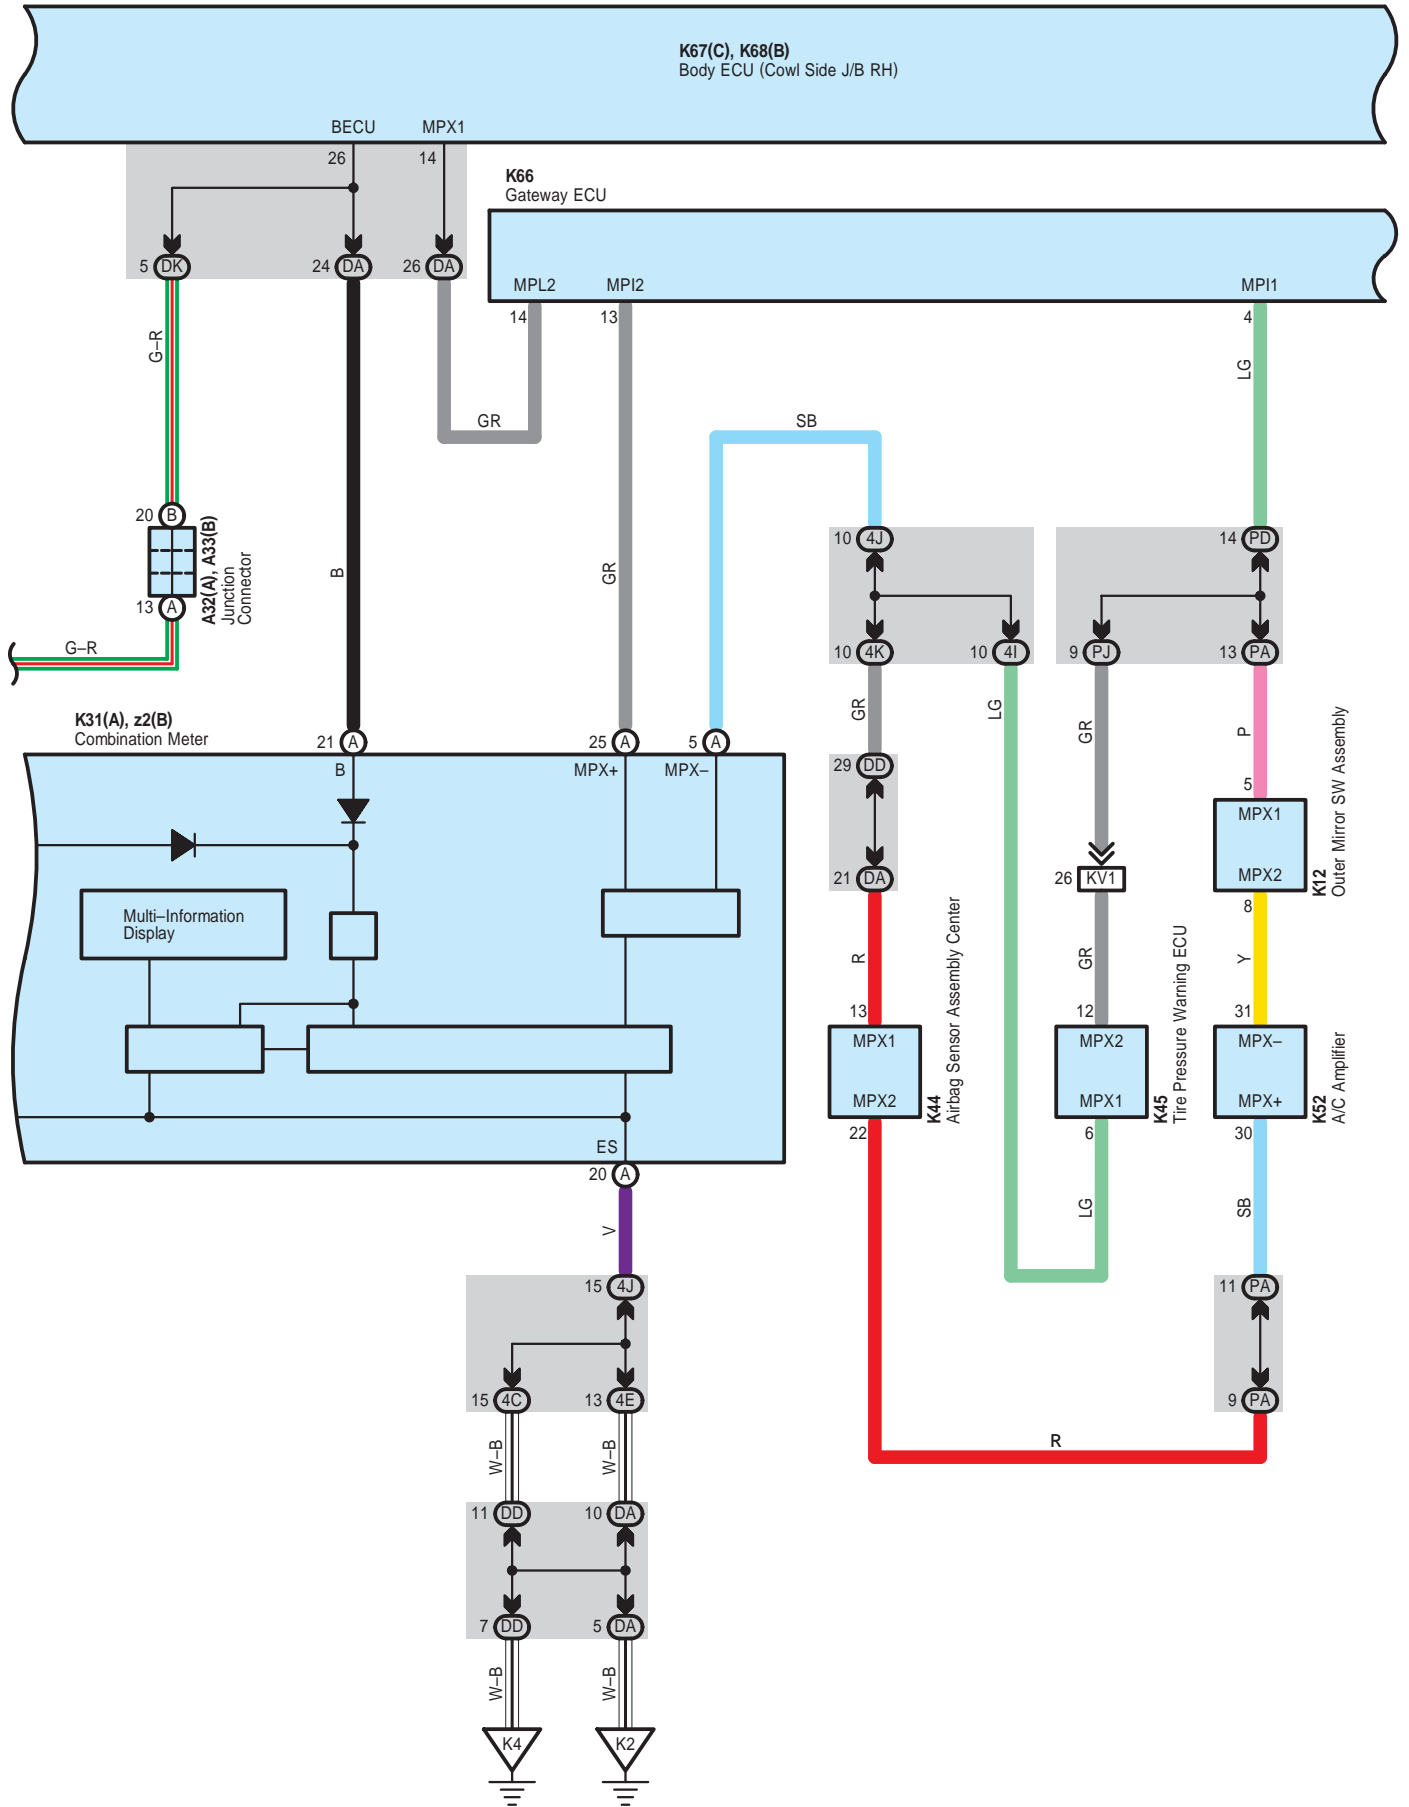 K67(C), K68(B)
Body ECU (Cowl Side J/B RH)
BECU
MPX1
26
14
K66
Gateway ECU
5 DK
24 DA
26 DA
MPL2
MPI2
MPI1
14
13
4
G–R
LG
GR
SB
20 B
A32(A), A33(B)
Junction
Connector
13 A
G–R
B
GR
10 4J
14 PD
10 4K
10 4I
9 PJ
13 PA
GR
LG
GR
P
K31(A), z2(B)
Combination Meter
21 A
25 A
5 A
B
MPX+
MPX–
29 DD
5
MPX1
MPX2
K12
Outer Mirror SW Assembly
21 DA
26 KV1
8
Multi–Information
Display
R
GR
Y
13
12
31
MPX1
MPX2
K44
Airbag Sensor Assembly Center
MPX2
MPX1
K45
Tire Pressure Warning ECU
MPX–
MPX+
K52
A/C Amplifier
22
6
30
ES
20 A
V
LG
SB
15 4J
11 PA
15 4C
13 4E
9 PA
R
W–B
W–B
11 DD
10 DA
7 DD
5 DA
W–B
W–B
K4
K2